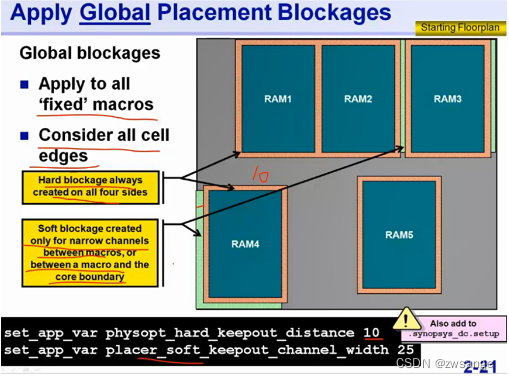 Apply Global Placement Blockages
Starting Floorplan
Global blockages
Apply to all
‘fixed’ macros
Consider all cell
edges
Hard blockage always
created on all four sides
Soft blockage created
only for narrow channels
between macros, or
between a macro and the
core boundary
RAM1
RAM2
RAM3
10
RAM4
RAM5
! Also add to
.synopsys_dc.setup
set_app_var physopt_hard_keepout_distance 10
set_app_var placer_soft_keepout_channel_width 25
CSDN @zwsange
2-21